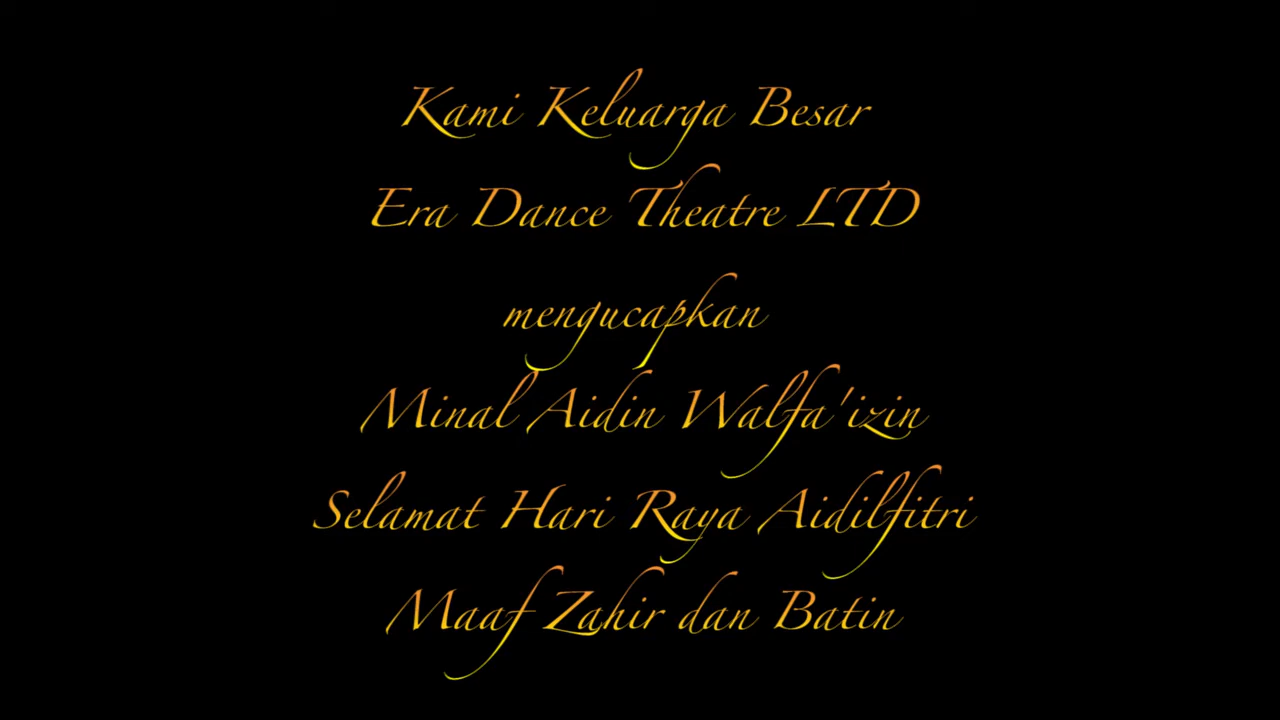 Kami Keluarga Besar
Era Dance Theatre LTD
mengucapkan
Minal Aidin Walfa'izin
Selamat Hari Raya Aidilfitri
Maaf Zahir dan Batin